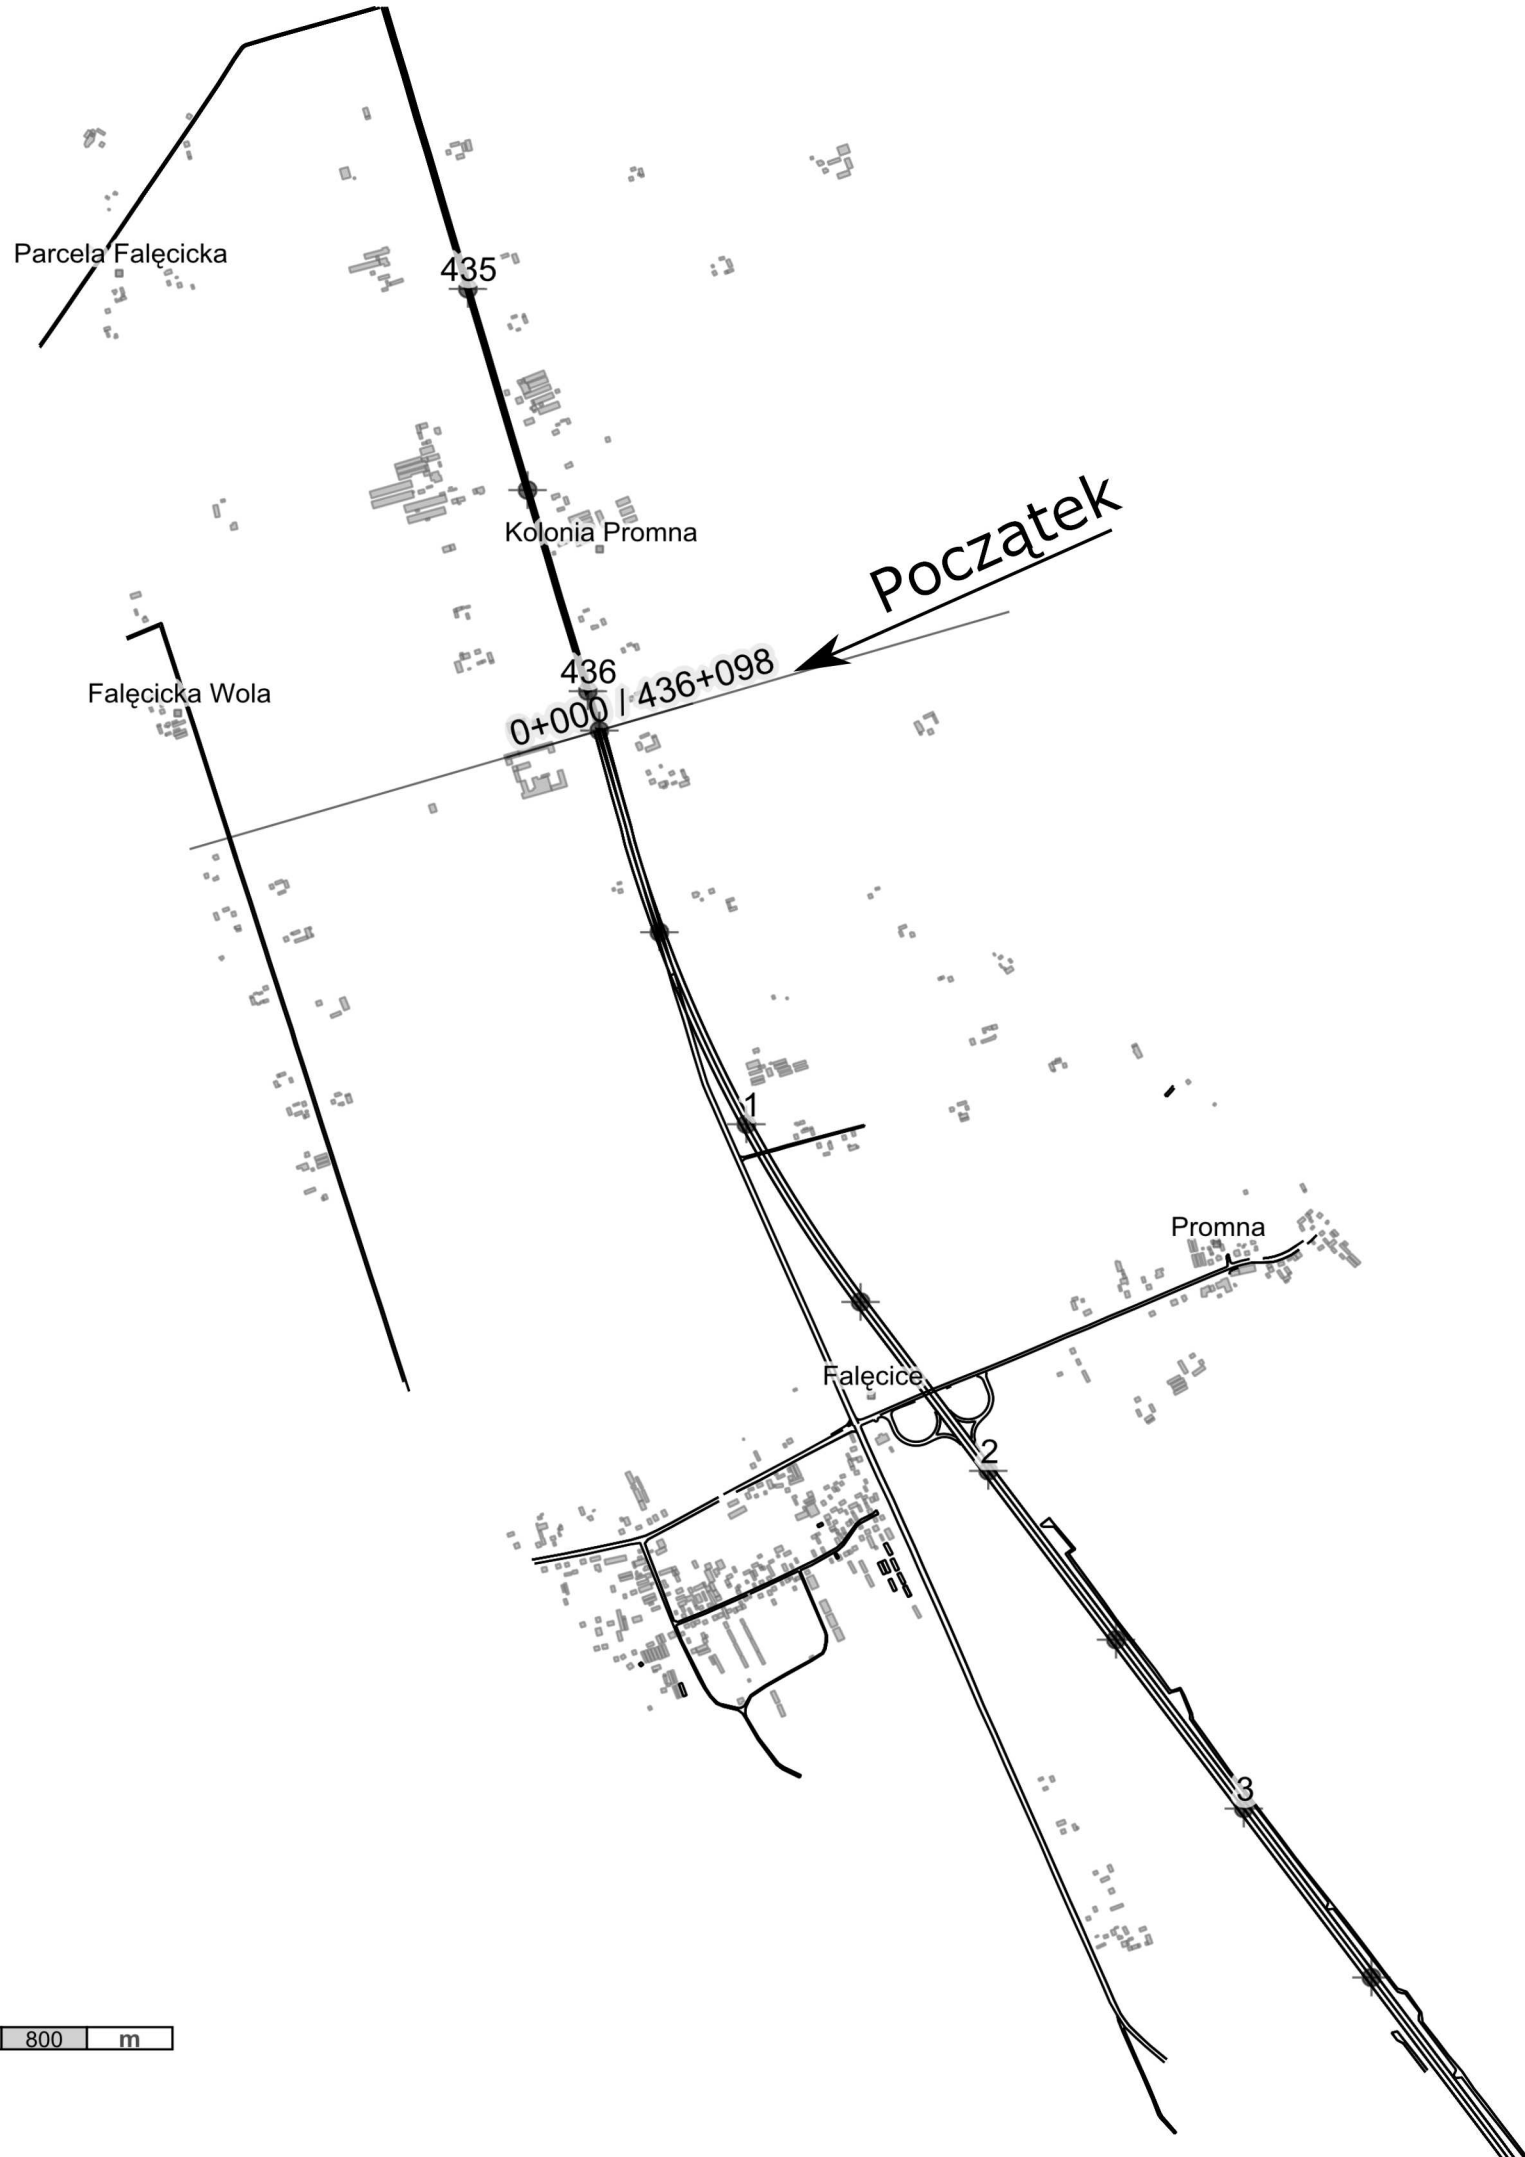 Parcela Falęcicka
435
Początek
Kolonia Promna
436
0+000 / 436+098
Falęcicka Wola
1
Promna
Falęcice
2
3
800 m